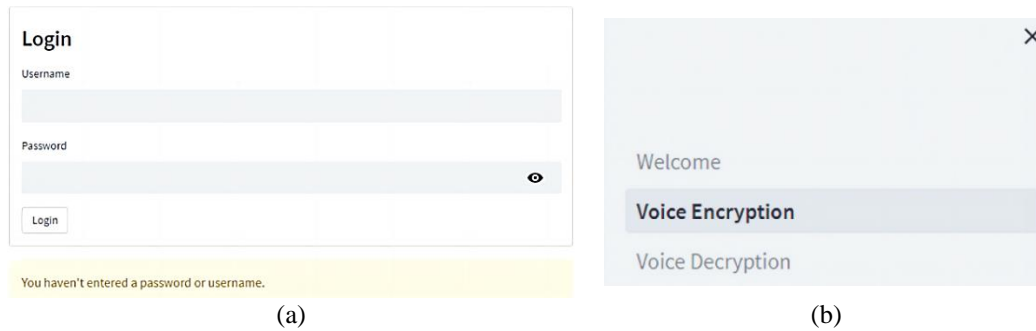 Login
Username
Password
Login
You haven't entered a password or username.
(a)
Welcome
Voice Encryption
Voice Decryption
(b)